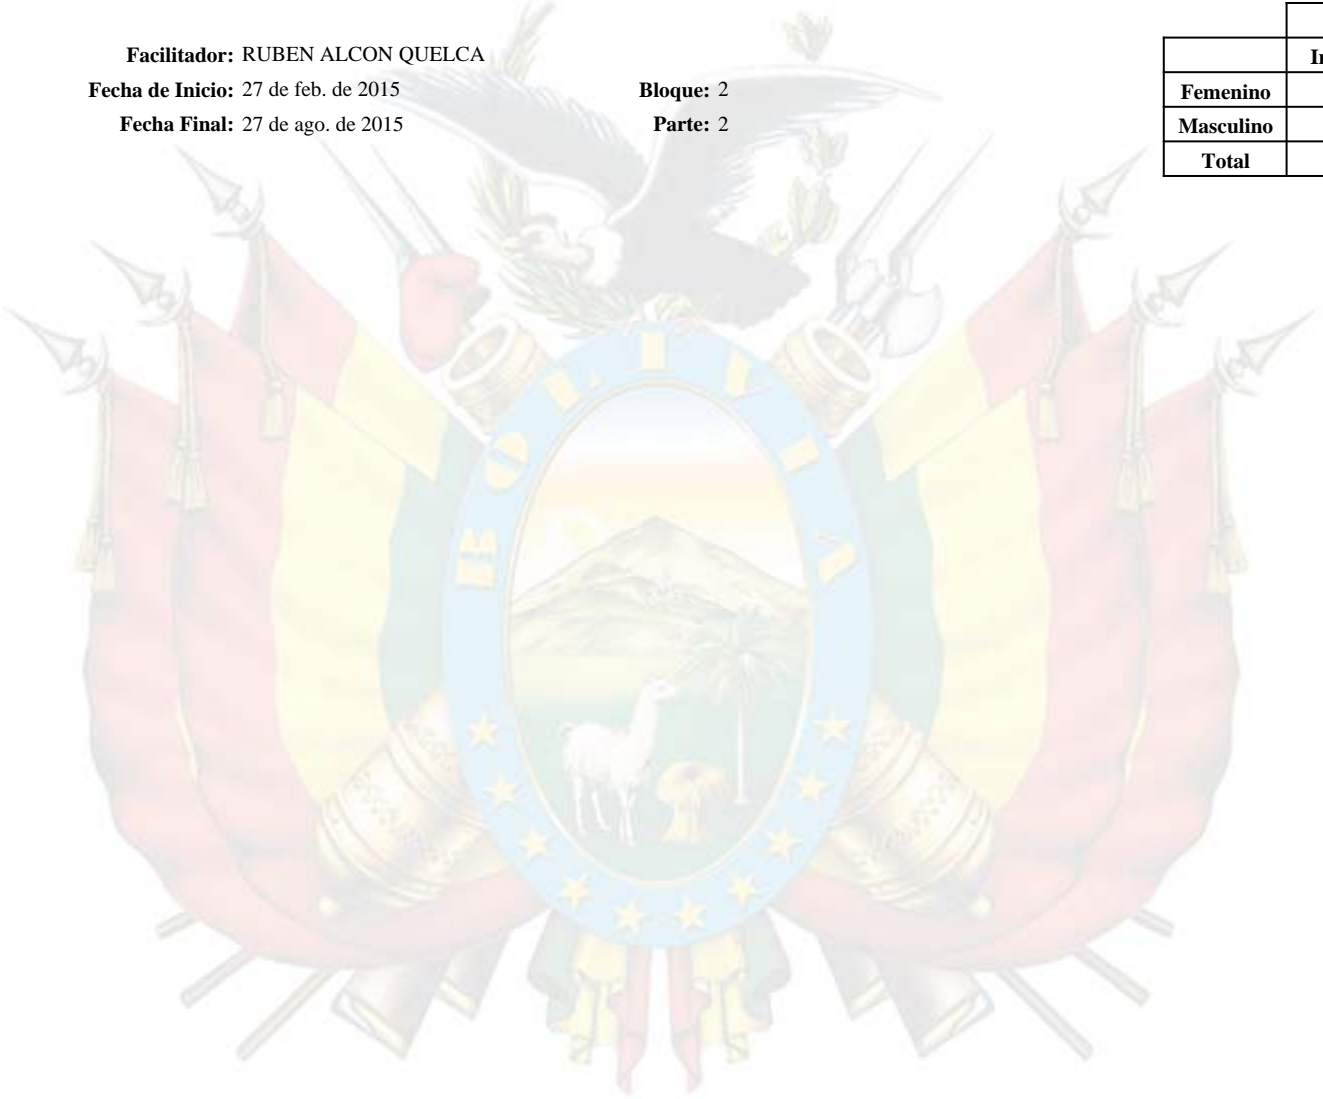 Facilitador: RUBEN ALCON QUELCA
Fecha de Inicio: 27 de feb. de 2015 Bloque: 2
Fecha Final: 27 de ago. de 2015 Parte: 2
Femenino
Masculino
Total
BOLIVIA